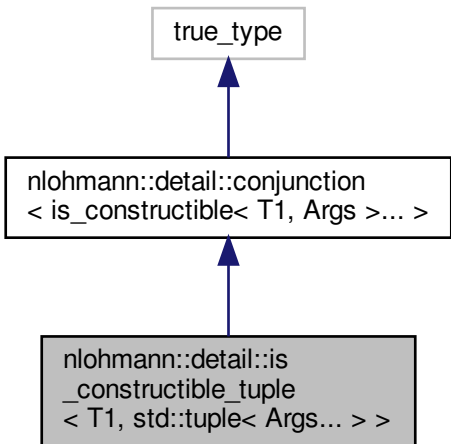 true_type
nlohmann::detail::conjunction
< is_constructible< T1, Args >... >
nlohmann::detail::is
_constructible_tuple
< T1, std::tuple< Args... > >